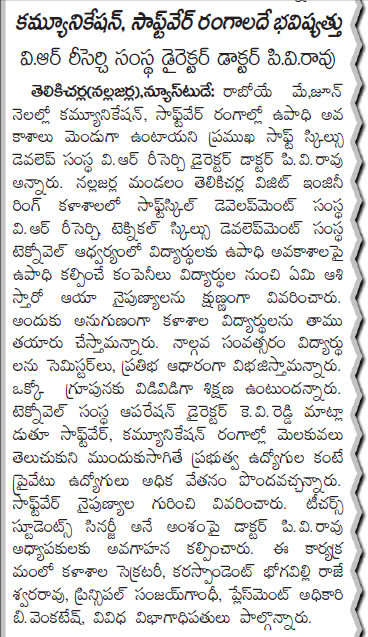 కమ్యూనికేషన్, సాఫ్ట్‌వేర్ రంగాలదే భవిష్యత్తు
వి.ఆర్ రీసెర్చి సంస్థ డైరెక్టర్ డాక్టర్ పి.వి.రావు
తెలికిచర్ల(నల్లజర్ల),న్యూస్‌టుడే: రాబోయే మే,జూన్
నెలల్లో కమ్యూనికేషన్, సాఫ్ట్‌వేర్ రంగాల్లో ఉపాధి అవ
కాశాలు మెండుగా ఉంటాయని ప్రముఖ సాఫ్ట్ స్కిల్సు
డెవలెప్ సంస్థ వి.ఆర్ రీసెర్చి డైరెక్టర్ డాక్టర్ పి.వి.రావు
అన్నారు. నల్లజర్ల మండలం తెలికిచర్ల విజిట్ ఇంజినీ
రింగ్ కళాశాలలో సాఫ్ట్‌స్కిల్ డెవెలప్‌మెంట్ సంస్థ
వి.ఆర్ రీసెర్చి, టెక్నికల్ స్కిల్సు డెవలెప్‌మెంట్ సంస్థ
టెక్నోవెల్ ఆధ్వర్యంలో విద్యార్థులకు ఉపాధి అవకాశాలపై
ఉపాధి కల్పించే కంపెనీలు విద్యార్థుల నుంచి ఏమి ఆశి
స్తారో ఆయా నైపుణ్యాలను క్షుణ్ణంగా వివరించారు.
అందుకు అనుగుణంగా కళాశాల విద్యార్థులను తాము
తయారు చేస్తామన్నారు. నాల్గవ సంవత్సరం విద్యార్థు
లను సెమిస్టర్‌లు, ప్రతిభ ఆధారంగా విభజిస్తామన్నారు.
ఒక్కో గ్రూపునకు విడివిడిగా శిక్షణ ఉంటుందన్నారు.
టెక్నోవెల్ సంస్థ ఆపరేషన్ డైరెక్టర్ కె.వి.రెడ్డి మాట్లా
డుతూ సాఫ్ట్‌వేర్, కమ్యూనికేషన్ రంగాల్లో మెలకువలు
తెలుచుకుని ముందుకుసాగితే ప్రభుత్వ ఉద్యోగుల కంటే
ప్రైవేటు ఉద్యోగులు అధిక వేతనం పొందవచ్చన్నారు.
సాఫ్ట్‌వేర్ నైపుణ్యాల గురించి వివరించారు. టీచర్స్
స్టూడెంట్స్ సినర్జీ అనే అంశంపై డాక్టర్ పి.వి.రావు
అధ్యాపకులకు అవగాహన కల్పించారు. ఈ కార్యక్ర
మంలో కళాశాల సెక్రటరీ, కరస్పాండెంట్ భోగవిల్లి రాజే
శ్వరరావు, ప్రిన్సిపల్ సంజయ్‌గాంధీ, ప్లేస్‌మెంట్ అధికారి
బి.వెంకటేష్, వివిధ విభాగాధిపతులు పాల్గొన్నారు.